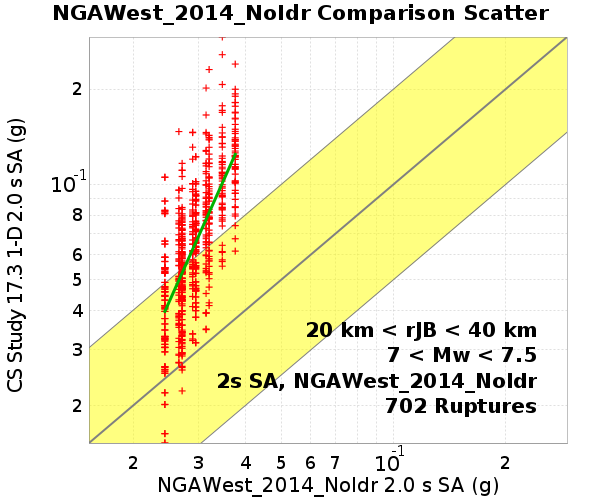 NGAWest_2014_NoIdr Comparison Scatter
CS Study 17.3 1-D 2.0 s SA (g)
2
10-1
8
6
5
4
3
2
20 km < rJB < 40 km
7 < Mw < 7.5
2s SA, NGAWest_2014_NoIdr
702 Ruptures
2 3 4 5 6 7 10-1 2
NGAWest_2014_NoIdr 2.0 s SA (g)